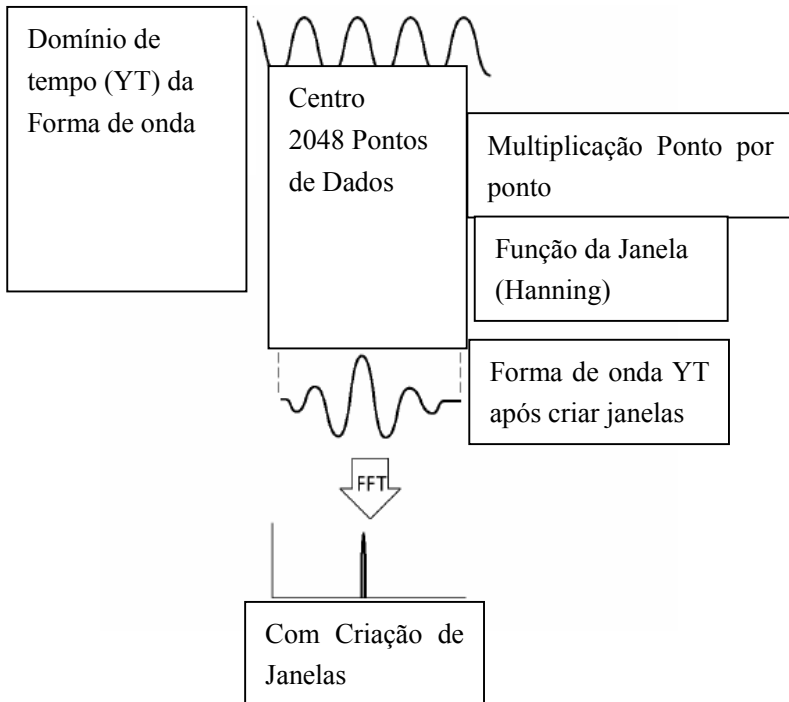 Domínio de
tempo (YT) da
Forma de onda
Centro
2048 Pontos
de Dados
Multiplicação Ponto por
ponto
Função da Janela
(Hanning)
Forma de onda YT
após criar janelas
FFT
Com Criação de
Janelas